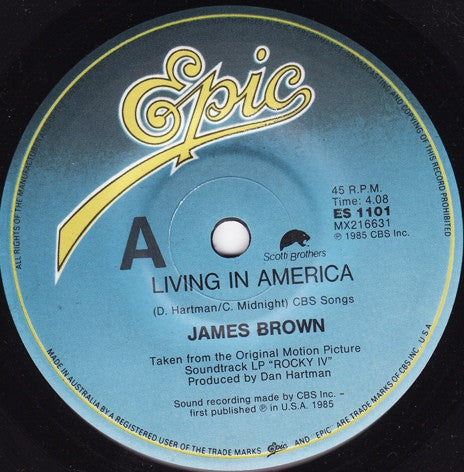 ALL RIGHTS OF THE MANUFACTURER
AND COPYING OF THIS RECORD PROHIBITED
Epic
A
45 R.P.M.
Time: 4.08
ES 1101
MX216631
℗ 1985 CBS Inc.
Scotti Brothers
LIVING IN AMERICA
(D. Hartman/C. Midnight) CBS Songs
JAMES BROWN
Taken from the Original Motion Picture
Soundtrack LP "ROCKY IV"
Produced by Dan Hartman
Sound recording made by CBS Inc. –
first published ℗ in U.S.A. 1985
MADE IN AUSTRALIA BY A REGISTERED USER OF THE TRADE MARKS Epic AND 'EPIC' ARE TRADE MARKS OF CBS INC., U.S.A.